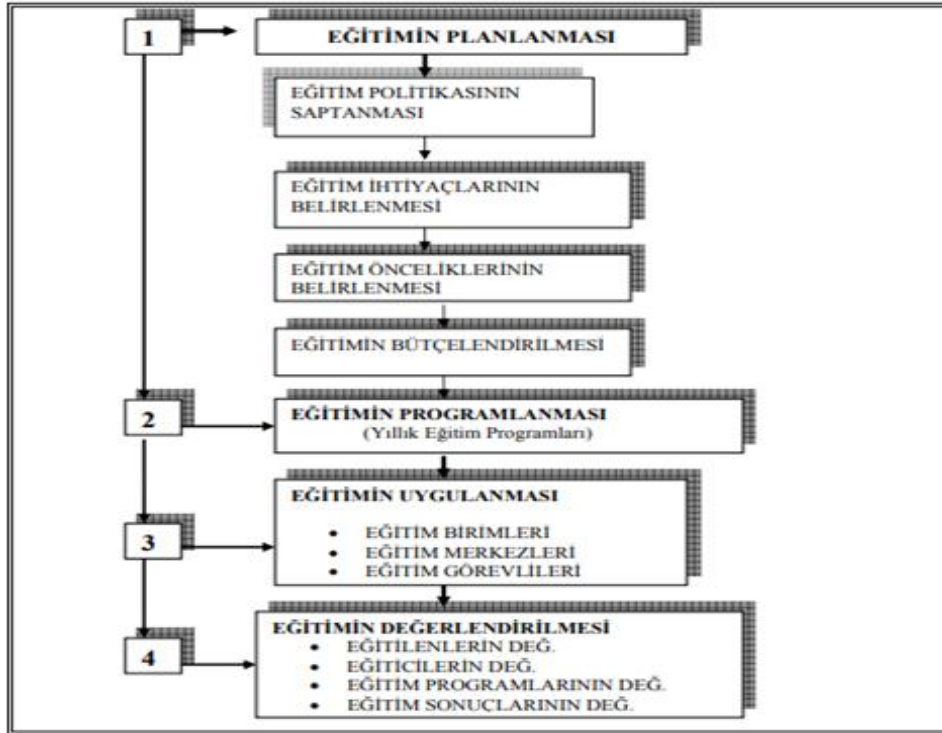 1
EĞİTİMİN PLANLANMASI
EĞİTİM POLİTİKASININ
SAPTANMASI
EĞİTİM İHTİYAÇLARININ
BELİRLENMESİ
EĞİTİM ÖNCELİKLERİNİN
BELİRLENMESİ
EĞİTİMİN BÜTÇELENDİRİLMESİ
2
EĞİTİMİN PROGRAMLANMASI
(Yıllık Eğitim Programları)
3
EĞİTİMİN UYGULANMASI
• EĞİTİM BİRİMLERİ
• EĞİTİM MERKEZLERİ
• EĞİTİM GÖREVLİLERİ
4
EĞİTİMİN DEĞERLENDİRİLMESİ
• EĞİTİLENLERİN DEĞ.
• EĞİTİCİLERİN DEĞ.
• EĞİTİM PROGRAMLARININ DEĞ.
• EĞİTİM SONUÇLARININ DEĞ.